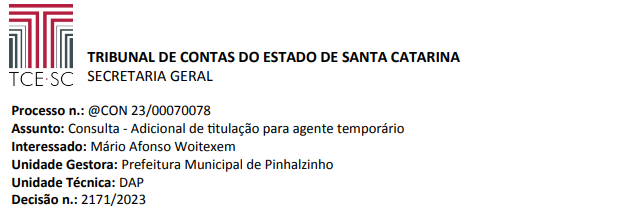 TCE·SC
TRIBUNAL DE CONTAS DO ESTADO DE SANTA CATARINA
SECRETARIA GERAL
Processo n.: @CON 23/00070078
Assunto: Consulta - Adicional de titulação para agente temporário
Interessado: Mário Afonso Woitexem
Unidade Gestora: Prefeitura Municipal de Pinhalzinho
Unidade Técnica: DAP
Decisão n.: 2171/2023